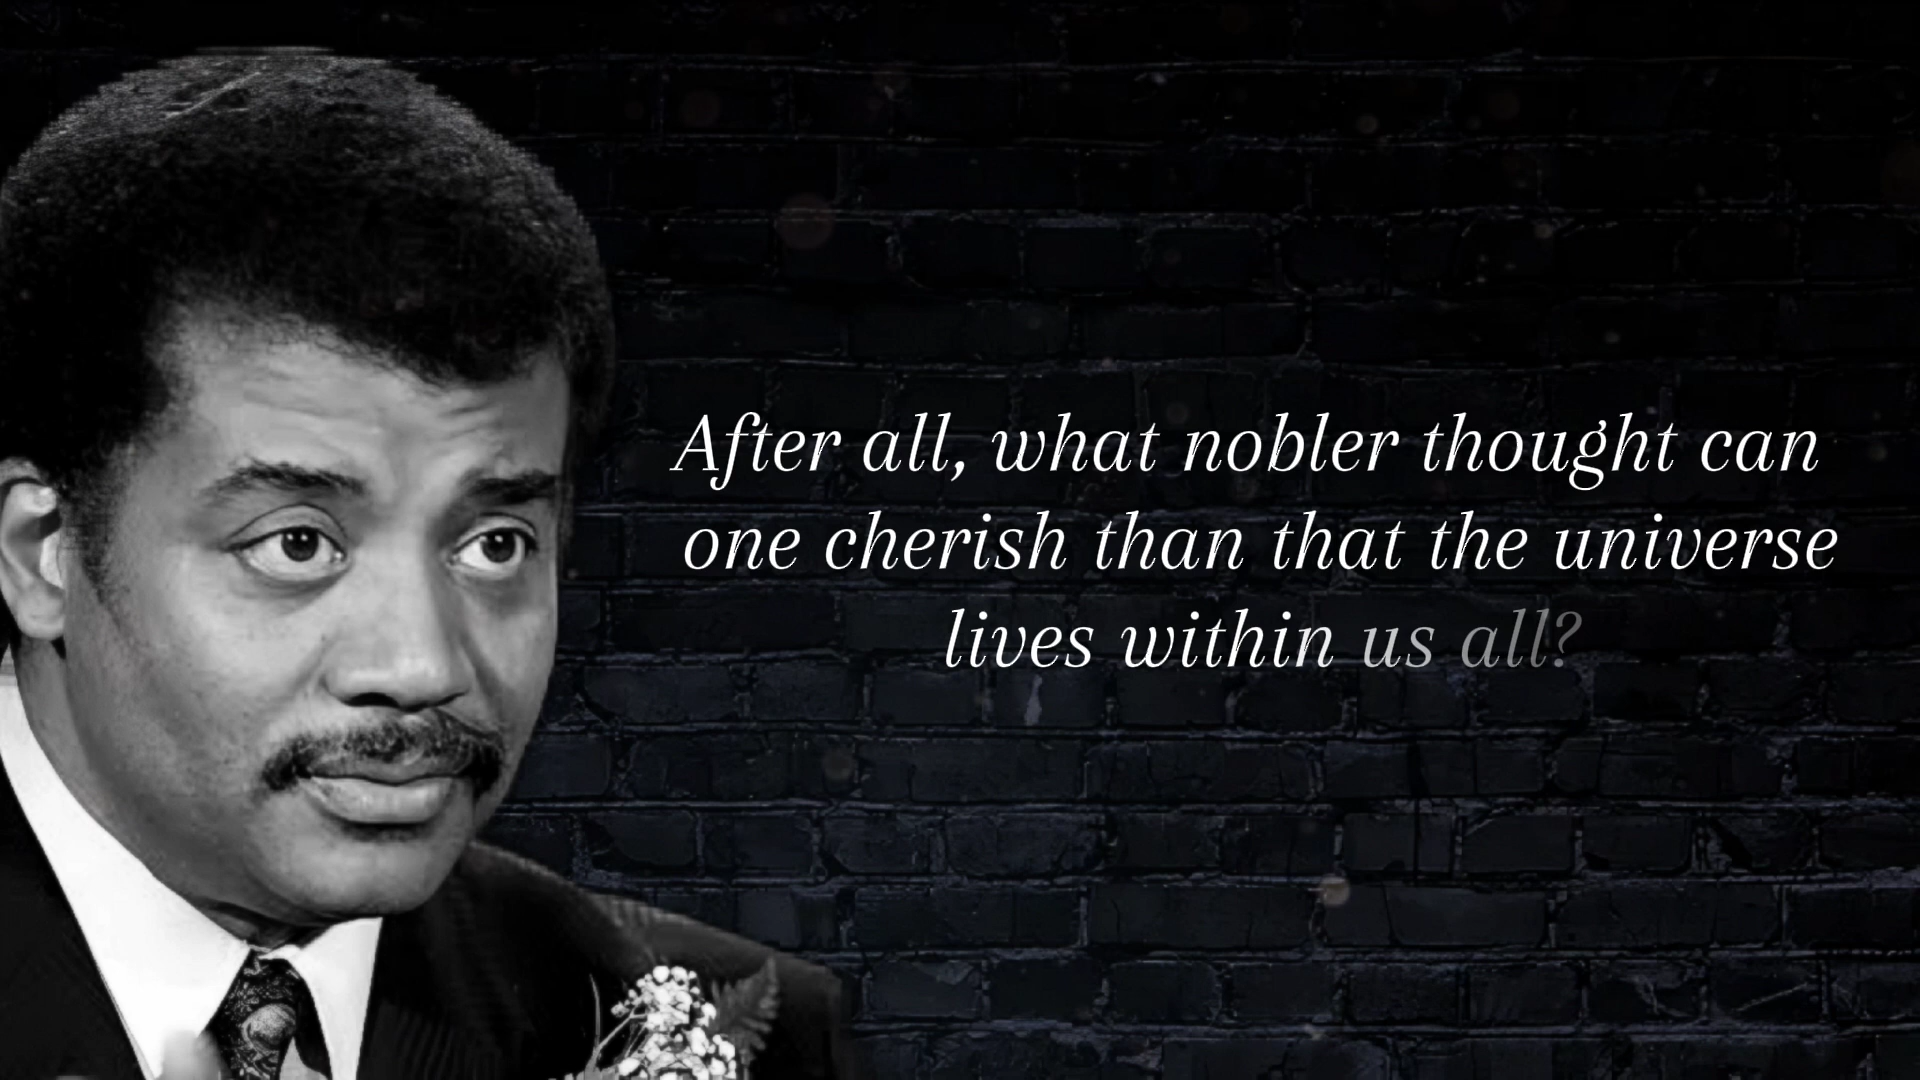 After all, what nobler thought can
one cherish than that the universe
lives within us all?